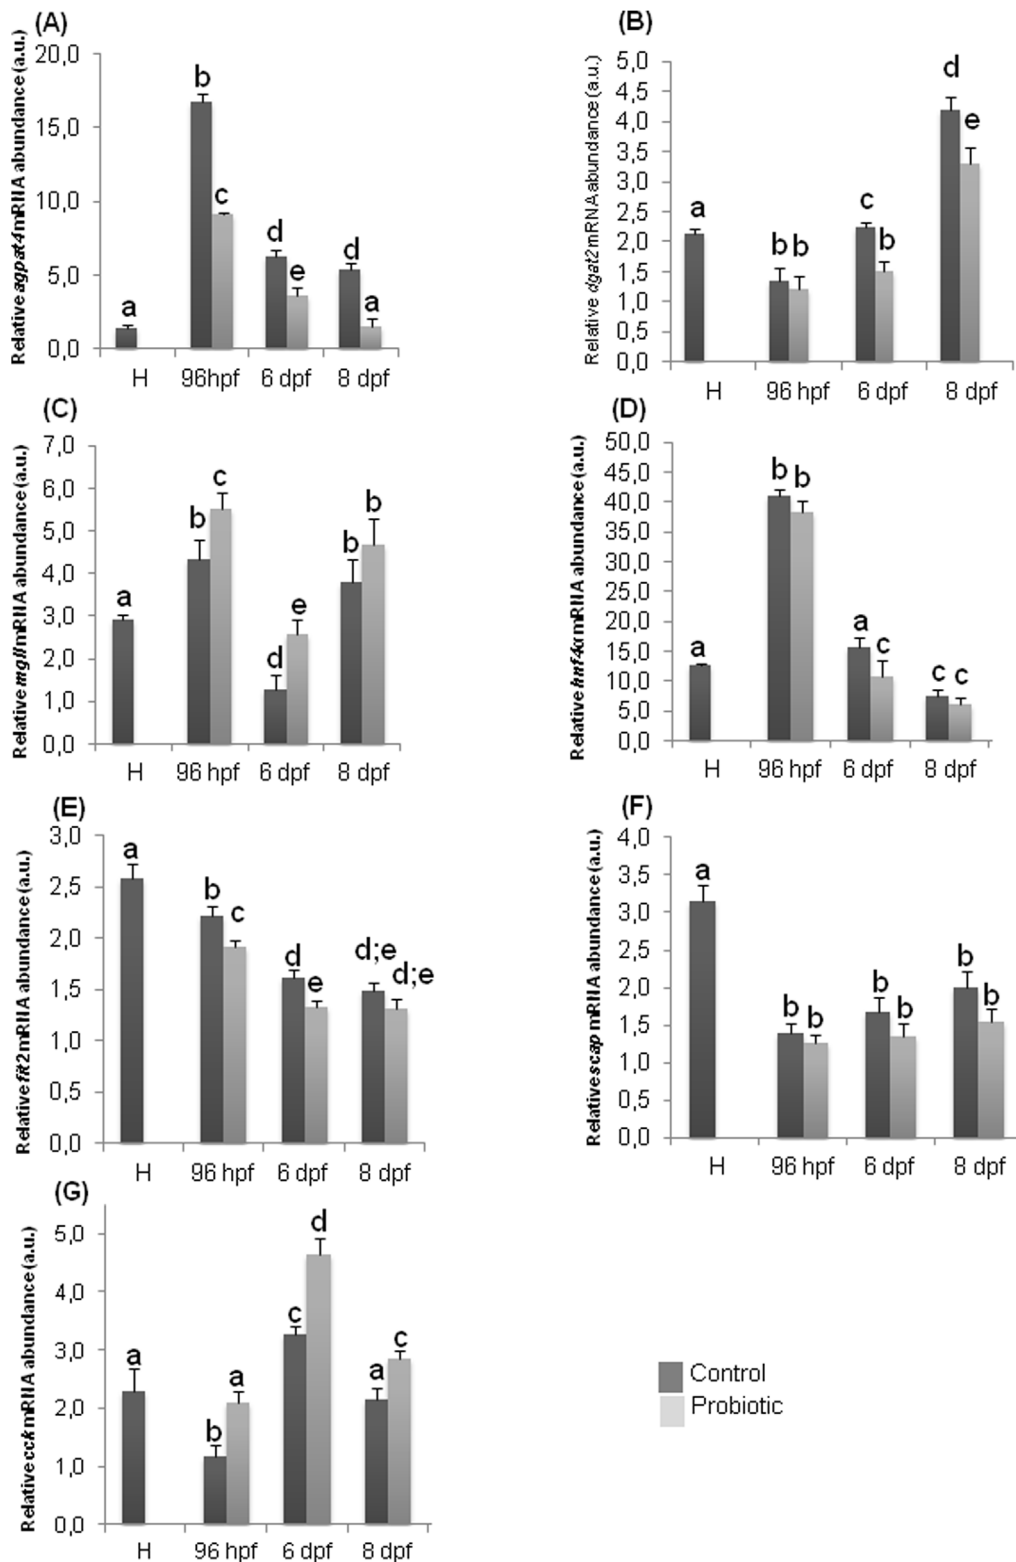 (A)
Relative agpat4 mRNA abundance (a.u.)
20,0
15,0
10,0
5,0
0,0
a
b
c
d
e
d
a
H 96hpf 6 dpf 8 dpf
(B)
Relative dgat2 mRNA abundance (a.u.)
5,0
4,5
4,0
3,5
3,0
2,5
2,0
1,5
1,0
0,5
0,0
a
b b
c
b
d
e
H 96 hpf 6 dpf 8 dpf
(C)
Relative mgll mRNA abundance (a.u.)
7,0
6,0
5,0
4,0
3,0
2,0
1,0
0,0
a
b
c
d
e
b
b
H 96 hpf 6 dpf 8 dpf
(D)
Relative hnf4α mRNA abundance (a.u.)
50,0
45,0
40,0
35,0
30,0
25,0
20,0
15,0
10,0
5,0
0,0
a
b b
a
c
c c
H 96 hpf 6 dpf 8 dpf
(E)
Relative fit2 mRNA abundance (a.u.)
3,0
2,5
2,0
1,5
1,0
0,5
0,0
a
b
c
d
e
d;e
d;e
H 96 hpf 6 dpf 8 dpf
(F)
Relative scap mRNA abundance (a.u.)
4,0
3,5
3,0
2,5
2,0
1,5
1,0
0,5
0,0
a
b b
b
b
b
b
H 96 hpf 6 dpf 8 dpf
(G)
Relative cck mRNA abundance (a.u.)
5,0
4,0
3,0
2,0
1,0
0,0
a
b
a
c
d
a
c
H 96 hpf 6 dpf 8 dpf
Control
Probiotic